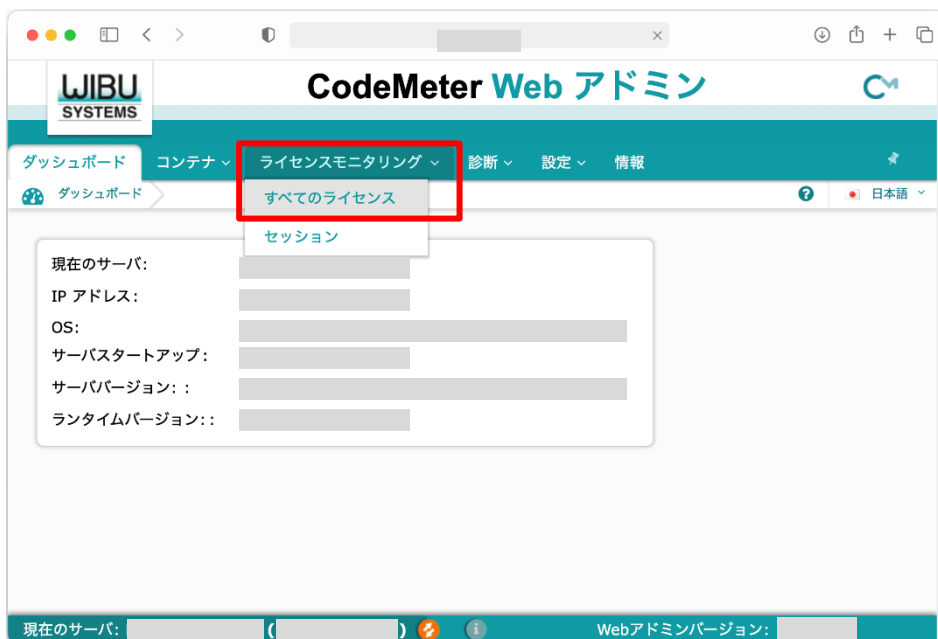 WIBU
SYSTEMS
CodeMeter Web アドミン
CM
ダッシュボード コンテナ ライセンスモニタリング 診断 設定 情報
ダッシュボード ? 日本語
すべてのライセンス
セッション
現在のサーバ:
IP アドレス:
OS:
サーバスタートアップ:
サーババージョン: :
ランタイムバージョン: :
現在のサーバ: ( ) i Webアドミンバージョン: